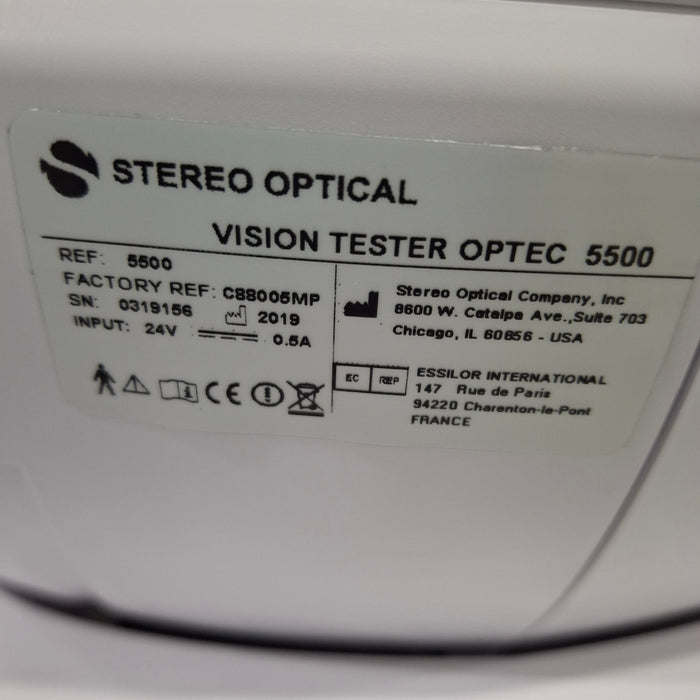 STEREO OPTICAL
VISION TESTER OPTEC 5500
REF: 5500
FACTORY REF: C88005MP
SN: 0319156
2019
INPUT: 24V 0.5A
Stereo Optical Company, Inc
8600 W. Catalpa Ave.,Suite 703
Chicago, IL 60656 - USA
CE
EC REP
ESSILOR INTERNATIONAL
147 Rue de Paris
94220 Charenton-le-Pont
FRANCE